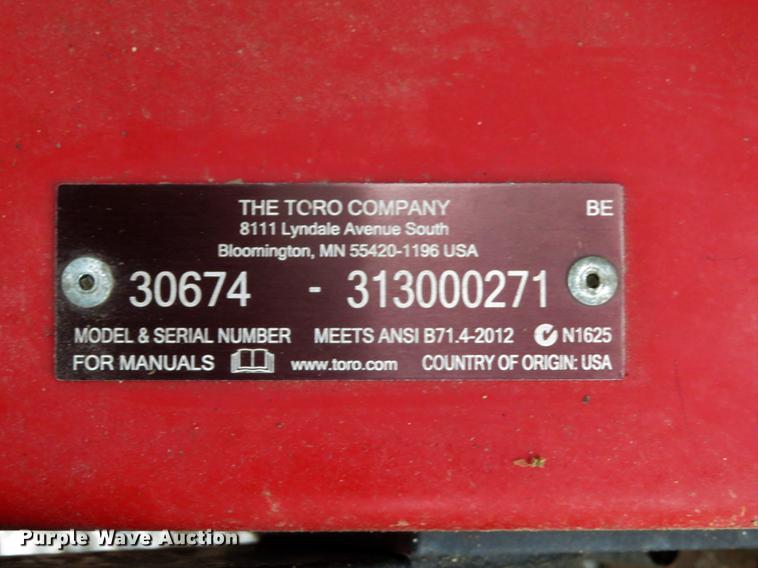 THE TORO COMPANY BE
8111 Lyndale Avenue South
Bloomington, MN 55420-1196 USA
30674 - 313000271
MODEL & SERIAL NUMBER MEETS ANSI B71.4-2012 N1625
FOR MANUALS www.toro.com COUNTRY OF ORIGIN: USA
Purple Wave Auction